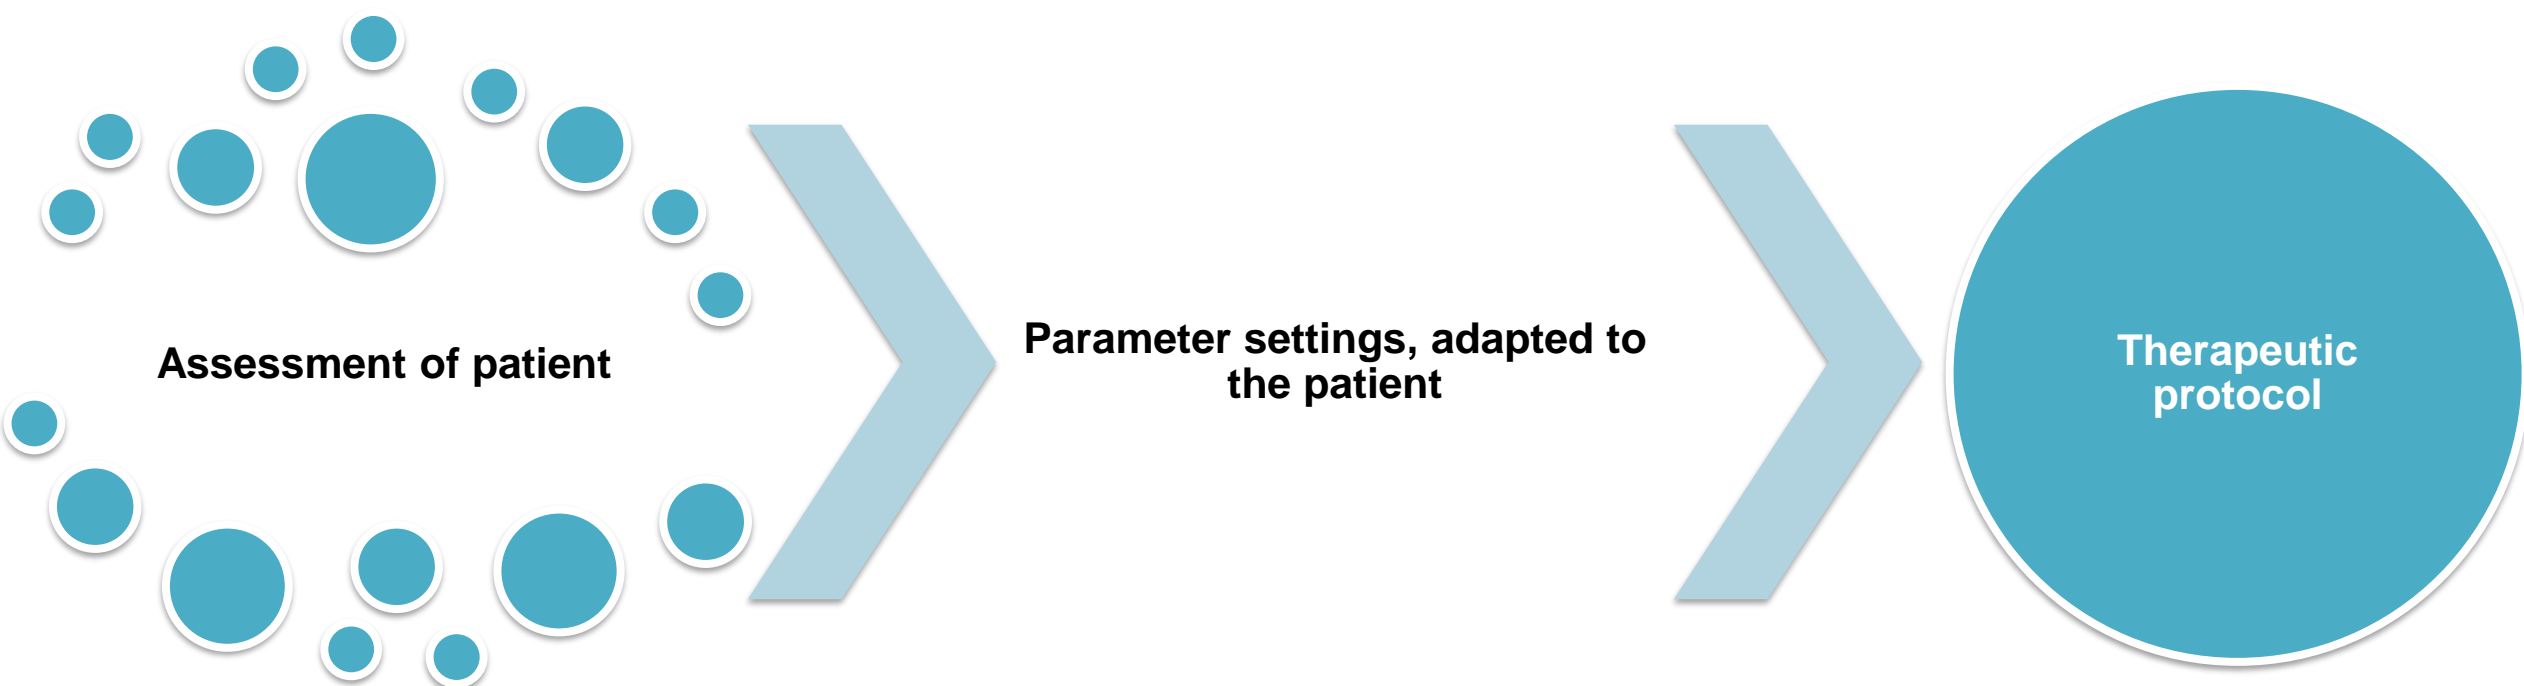 Assessment of patient
Parameter settings, adapted to
the patient
Therapeutic
protocol